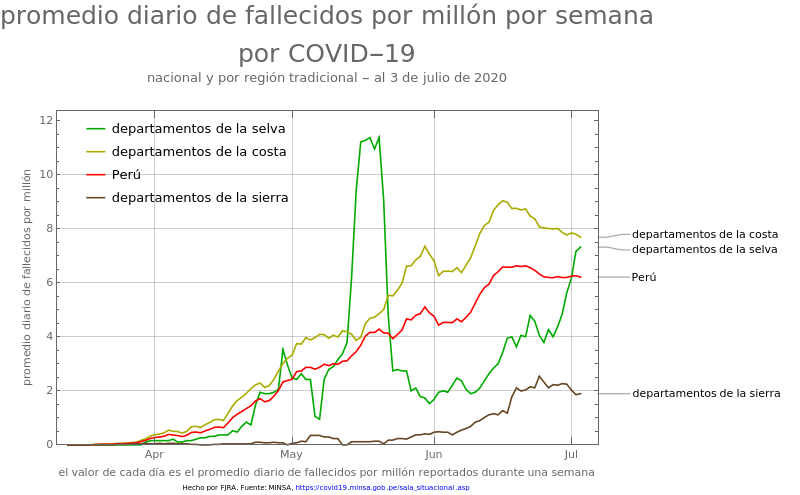 promedio diario de fallecidos por millón por semana
por COVID−19
nacional y por región tradicional − al 3 de julio de 2020
promedio diario de fallecidos por millón
12
10
8
6
4
2
0
departamentos de la selva
departamentos de la costa
Perú
departamentos de la sierra
departamentos de la costa
departamentos de la selva
Perú
departamentos de la sierra
Apr May Jun Jul
el valor de cada día es el promedio diario de fallecidos por millón reportados durante una semana
Hecho por FJRA. Fuente: MINSA, https://covid19.minsa.gob.pe/sala_situacional.asp